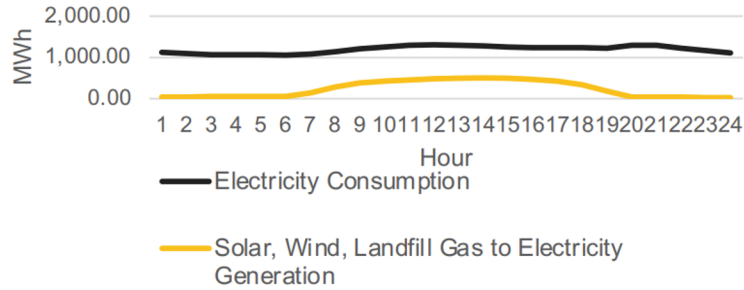 2,000.00
MWh
1,000.00
0.00
1 2 3 4 5 6 7 8 9 101112131415161718192021222324
Hour
Electricity Consumption
Solar, Wind, Landfill Gas to Electricity
Generation